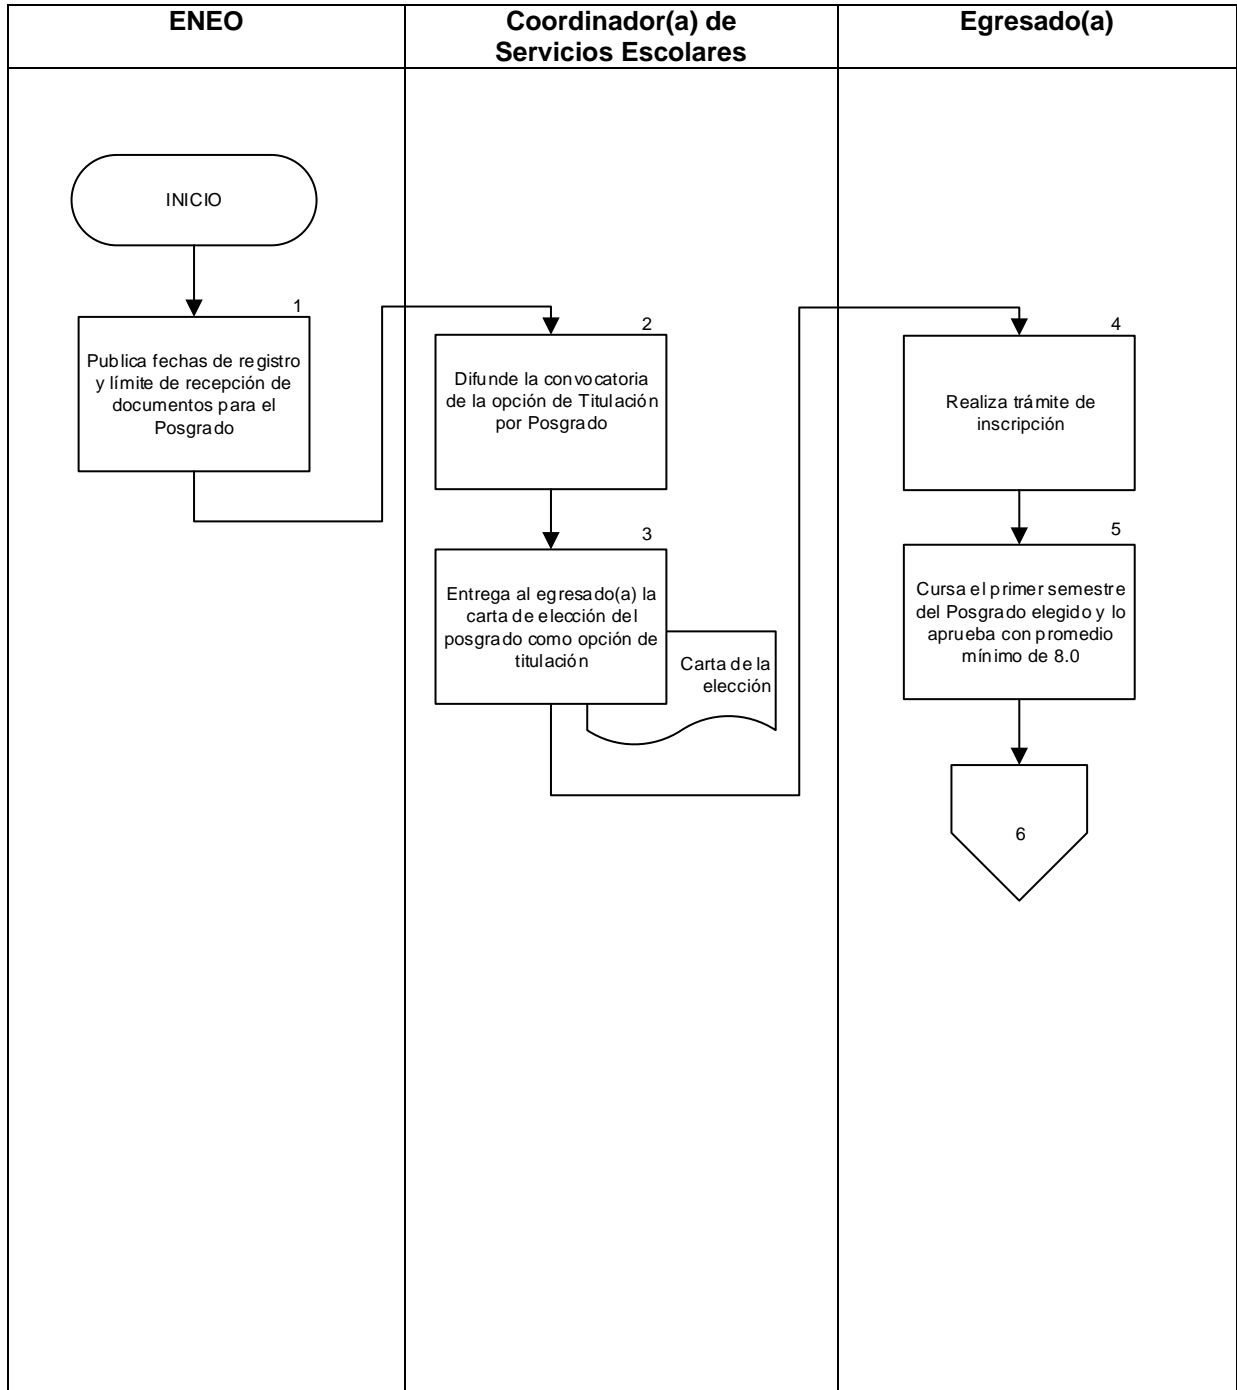 ENEO
Coordinador(a) de
Servicios Escolares
Egresado(a)
INICIO
1
Publica fechas de registro
y límite de recepción de
documentos para el
Posgrado
2
Difunde la convocatoria
de la opción de Titulación
por Posgrado
3
Entrega al egresado(a) la
carta de elección del
posgrado como opción de
titulación
Carta de la
elección
4
Realiza trámite de
inscripción
5
Cursa el primer semestre
del Posgrado elegido y lo
aprueba con promedio
mínimo de 8.0
6